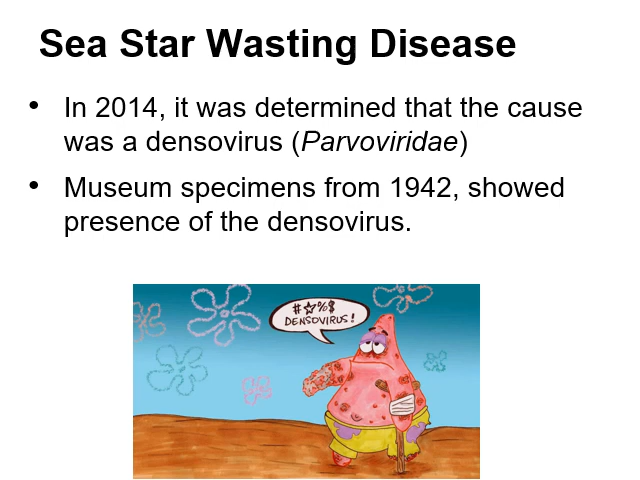 Sea Star Wasting Disease
• In 2014, it was determined that the cause
was a densovirus (Parvoviridae)
• Museum specimens from 1942, showed
presence of the densovirus.
#☆%$
DENSOVIRUS!